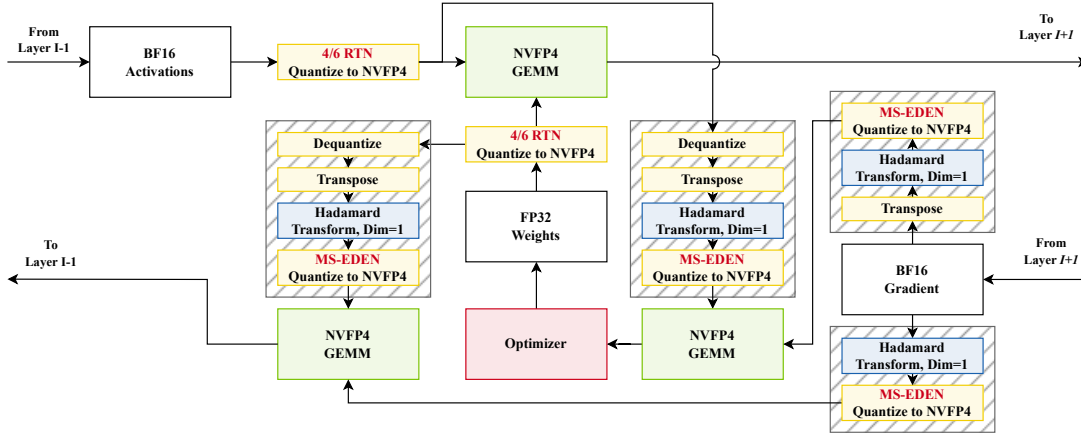 From
Layer I-1
BF16
Activations
4/6 RTN
Quantize to NVFP4
NVFP4
GEMM
To
Layer I+1
4/6 RTN
Quantize to NVFP4
FP32
Weights
Optimizer
Dequantize
Transpose
Hadamard
Transform, Dim=1
MS-EDEN
Quantize to NVFP4
NVFP4
GEMM
To
Layer I-1
Dequantize
Transpose
Hadamard
Transform, Dim=1
MS-EDEN
Quantize to NVFP4
NVFP4
GEMM
MS-EDEN
Quantize to NVFP4
Hadamard
Transform, Dim=1
Transpose
BF16
Gradient
From
Layer I+1
Hadamard
Transform, Dim=1
MS-EDEN
Quantize to NVFP4